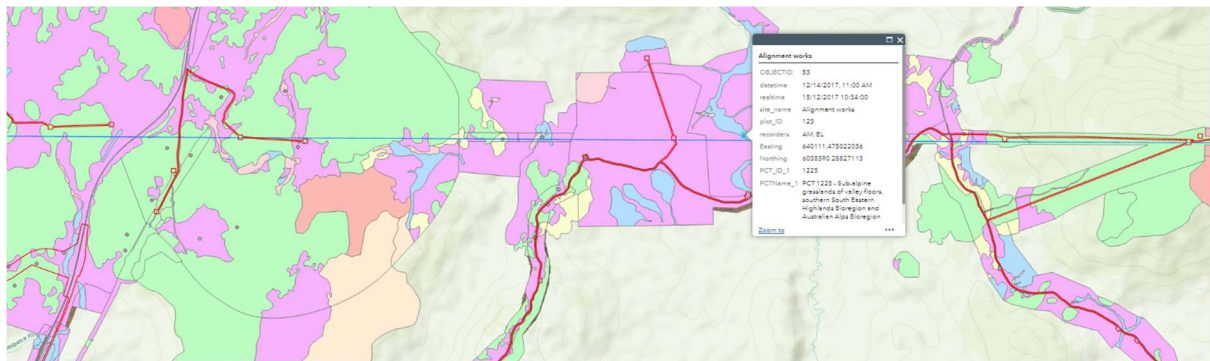 Alignment works
OBJECTID 53
datetime 12/14/2017, 11:00 AM
realtime 15/12/2017 10:34:00
site_name Alignment works
plot_ID 123
recorders AM, EL
Easting 640111.475022036
Northing 6038390.28827113
PCT_ID_1 1225
PCTName_1 PCT 1225 - Sub-alpine
grasslands of valley floors,
southern South Eastern
Highlands Bioregion and
Australian Alps Bioregion
Zoom to